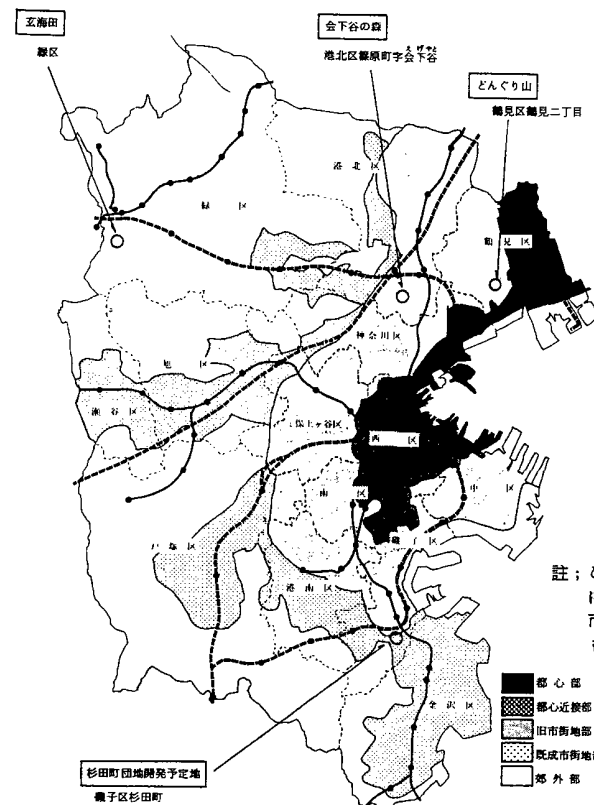 玄海田
緑区
会下谷の森
港北区篠原町字会下谷
えげやと
どんぐり山
鶴見区鶴見二丁目
港北区
緑区
鶴見区
神奈川区
旭区
瀬谷区
保土ヶ谷区
西区
中区
南区
磯子区
戸塚区
港南区
金沢区
註；
都心部
都心近接部
旧市街地部
既成市街地
郊外部
杉田町団地開発予定地
磯子区杉田町